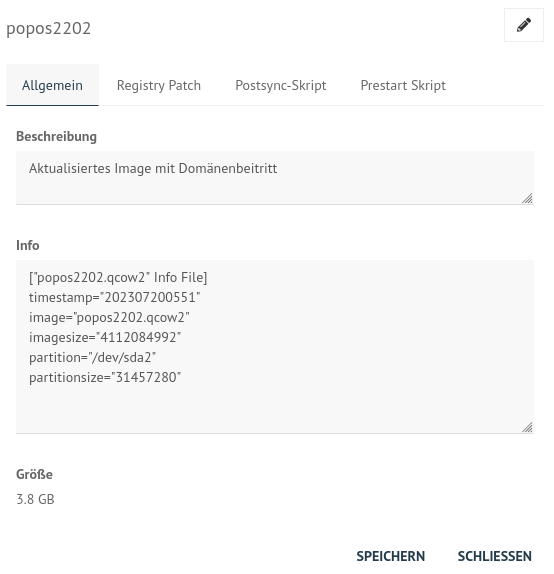 popos2202
Allgemein Registry Patch Postsync-Skript Prestart Skript
Beschreibung
Aktualisiertes Image mit Domänenbeitritt
Info
["popos2202.qcow2" Info File]
timestamp="202307200551"
image="popos2202.qcow2"
imagesize="4112084992"
partition="/dev/sda2"
partitionsize="31457280"
Größe
3.8 GB
SPEICHERN SCHLIESSEN